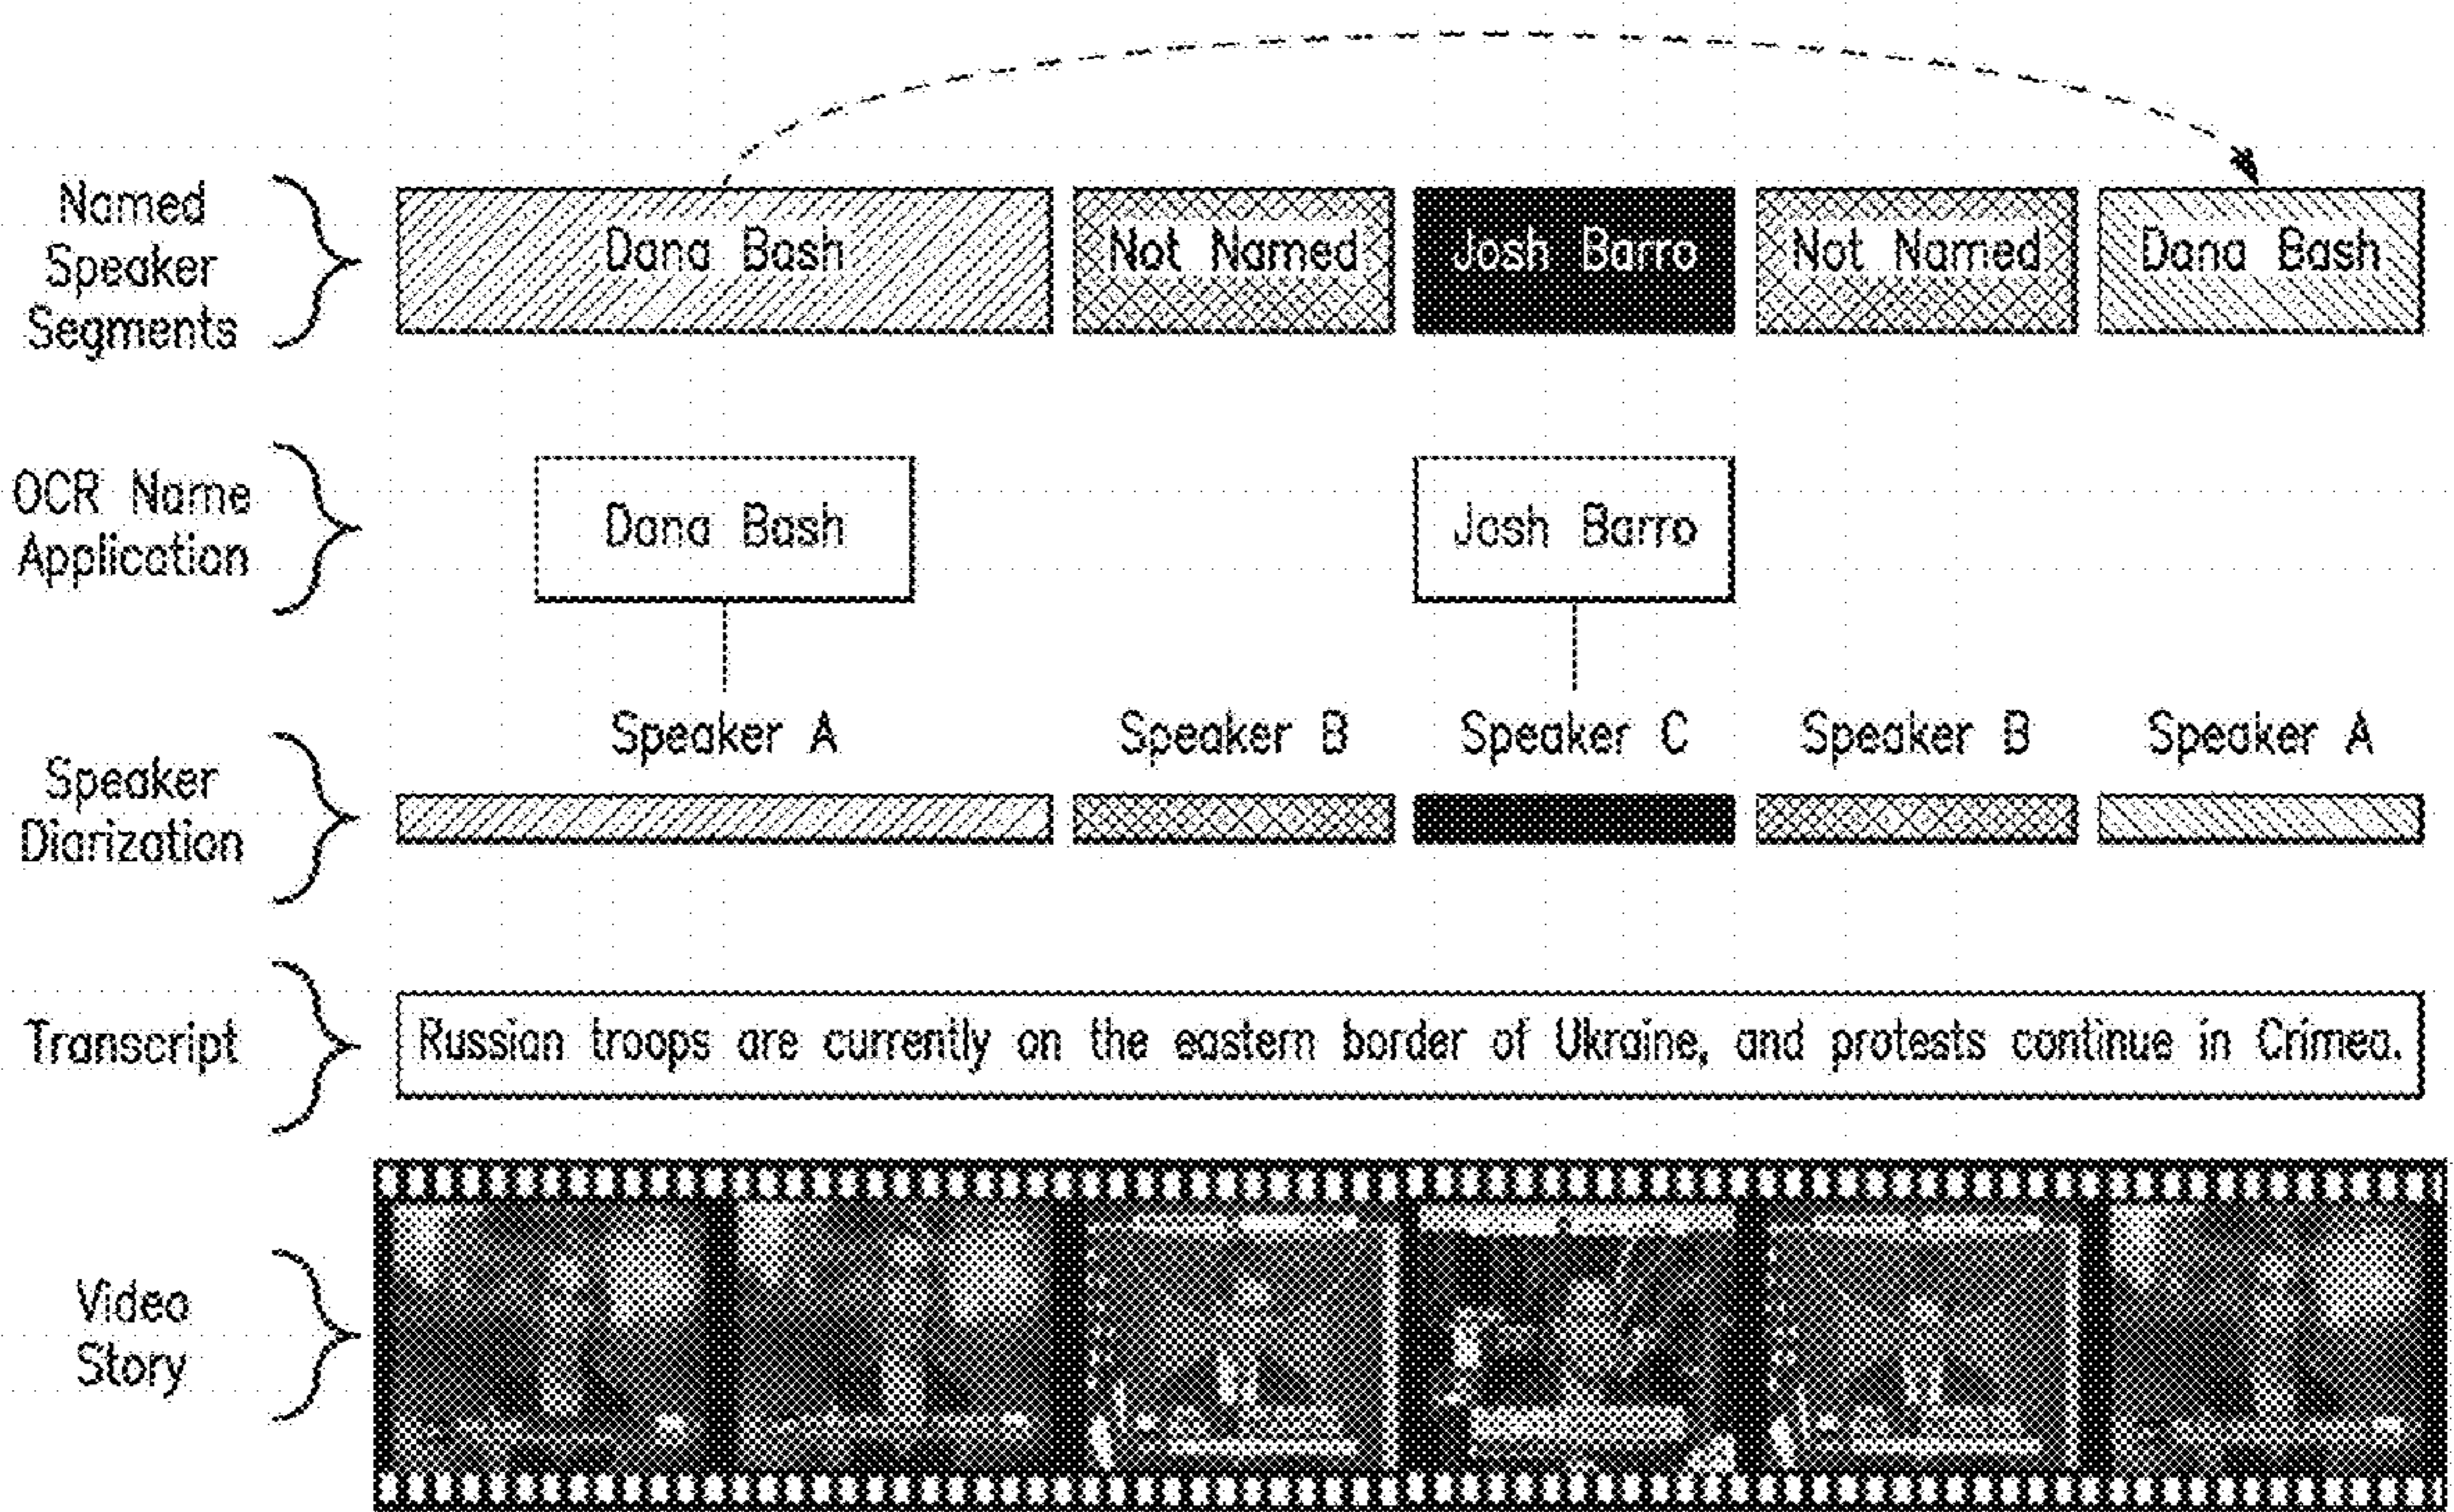 Named
Speaker
Segments
Dana Bash
Not Named
Josh Barro
Not Named
Dana Bash
OCR Name
Application
Dana Bash
Josh Barro
Speaker
Diarization
Speaker A
Speaker B
Speaker C
Speaker B
Speaker A
Transcript
Russian troops are currently on the eastern border of Ukraine, and protests continue in Crimea.
Video
Story